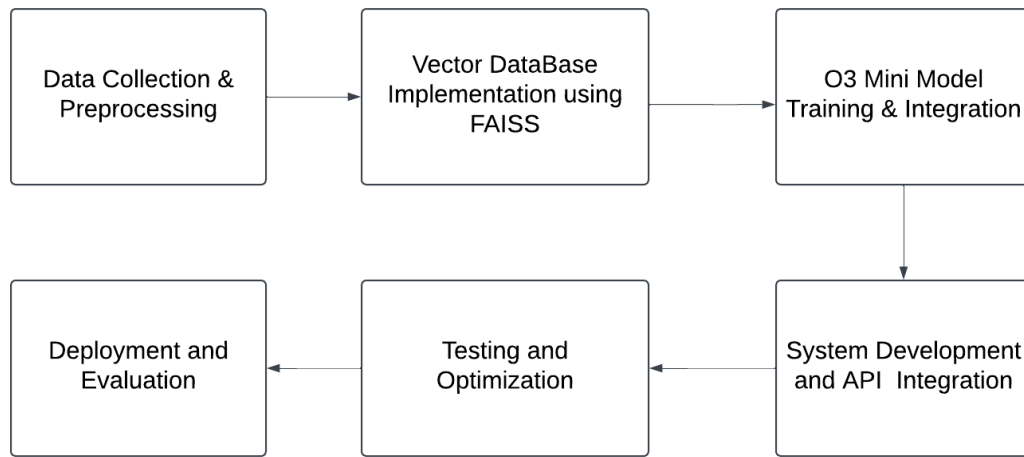 Data Collection &
Preprocessing
Vector DataBase
Implementation using
FAISS
O3 Mini Model
Training & Integration
System Development
and API  Integration
Testing and
Optimization
Deployment and
Evaluation